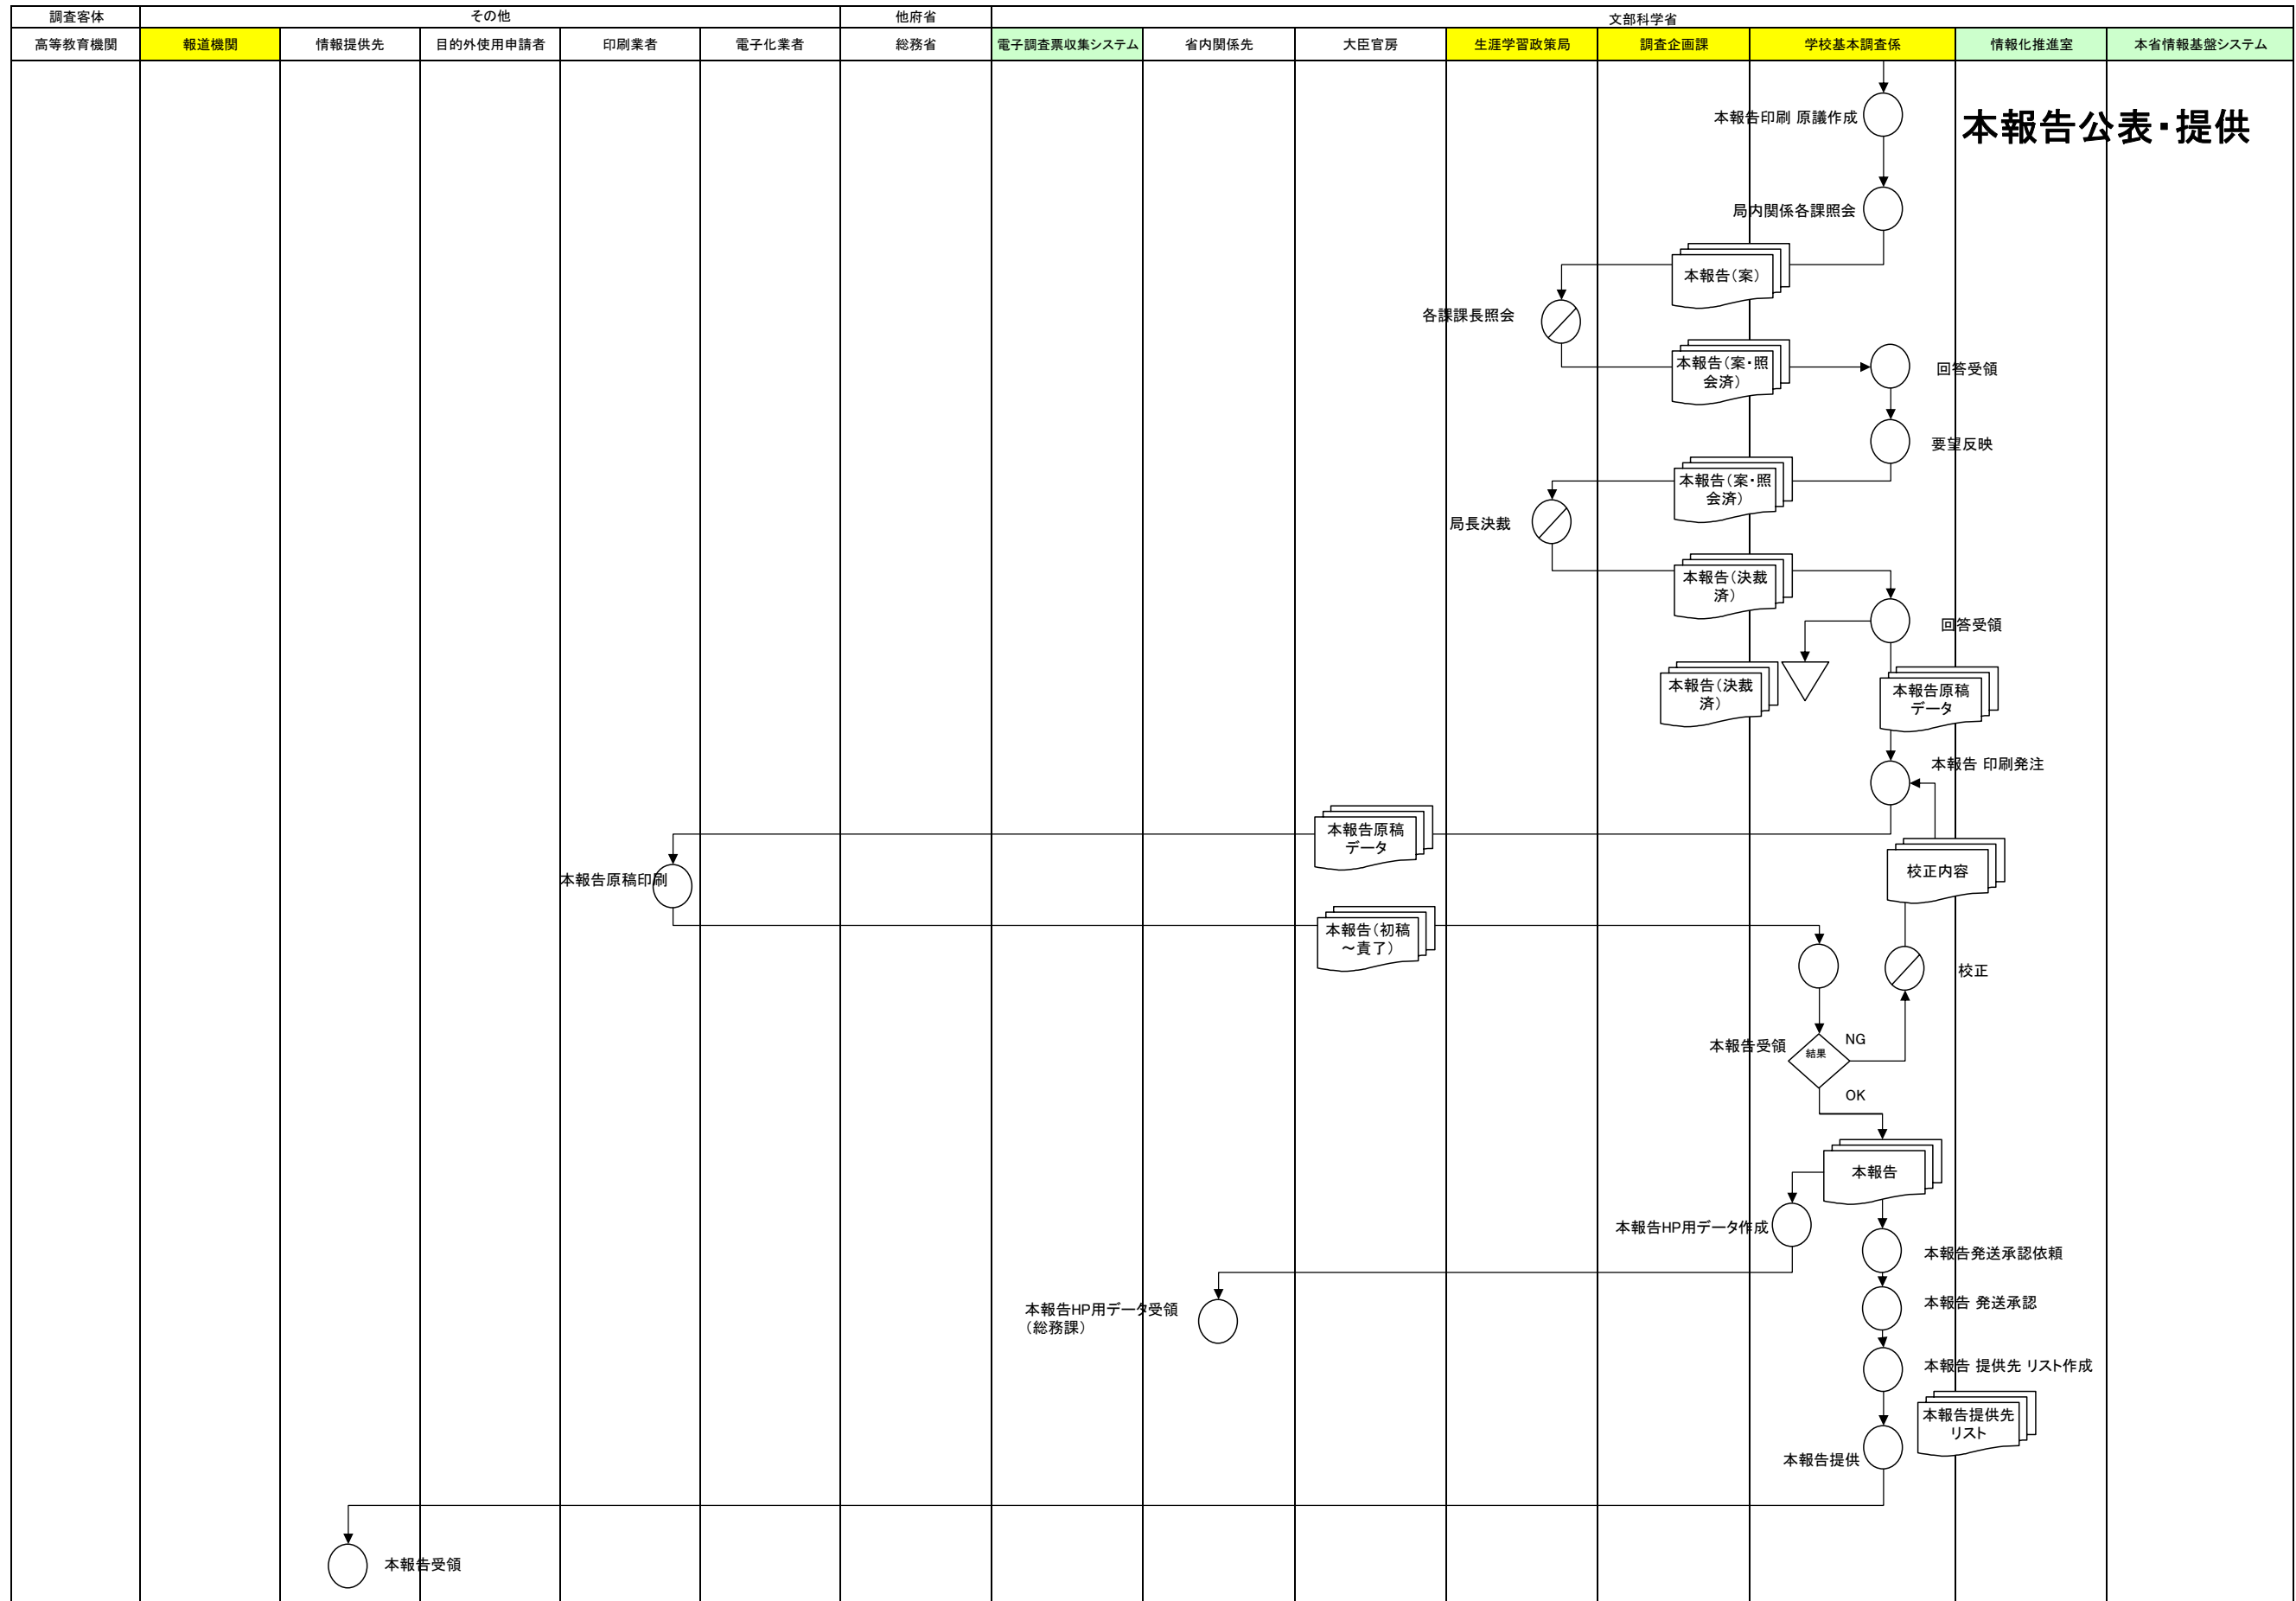 調査客体
その他
他府省
文部科学省
高等教育機関
報道機関
情報提供先
目的外使用申請者
印刷業者
電子化業者
総務省
電子調査票収集システム
省内関係先
大臣官房
生涯学習政策局
調査企画課
学校基本調査係
情報化推進室
本省情報基盤システム
本報告公表・提供
本報告印刷 原議作成
局内関係各課照会
本報告（案）
各課課長照会
本報告（案・照
会済）
回答受領
要望反映
本報告（案・照
会済）
局長決裁
本報告（決裁
済）
回答受領
本報告（決裁
済）
本報告原稿
データ
本報告 印刷発注
本報告原稿
データ
校正内容
本報告原稿印刷
本報告（初稿
～責了）
校正
本報告受領
結果
NG
OK
本報告
本報告HP用データ作成
本報告発送承認依頼
本報告HP用データ受領
（総務課）
本報告 発送承認
本報告 提供先 リスト作成
本報告提供先
リスト
本報告提供
本報告受領